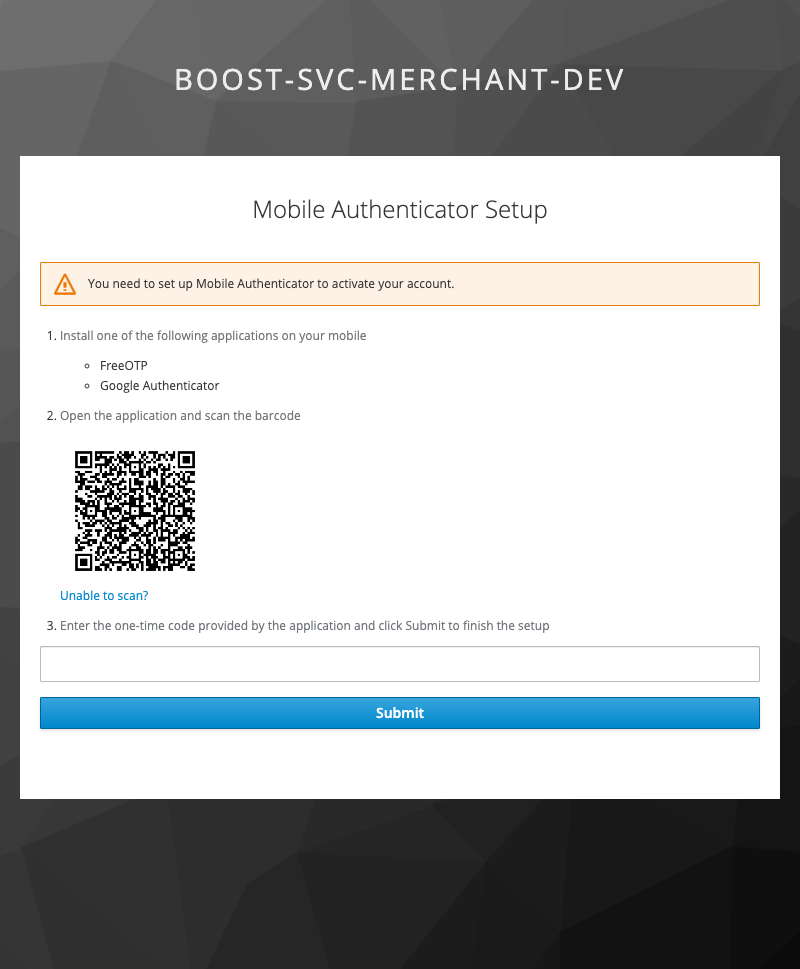 BOOST-SVC-MERCHANT-DEV
Mobile Authenticator Setup
You need to set up Mobile Authenticator to activate your account.
1. Install one of the following applications on your mobile
FreeOTP
Google Authenticator
2. Open the application and scan the barcode
Unable to scan?
3. Enter the one-time code provided by the application and click Submit to finish the setup
Submit